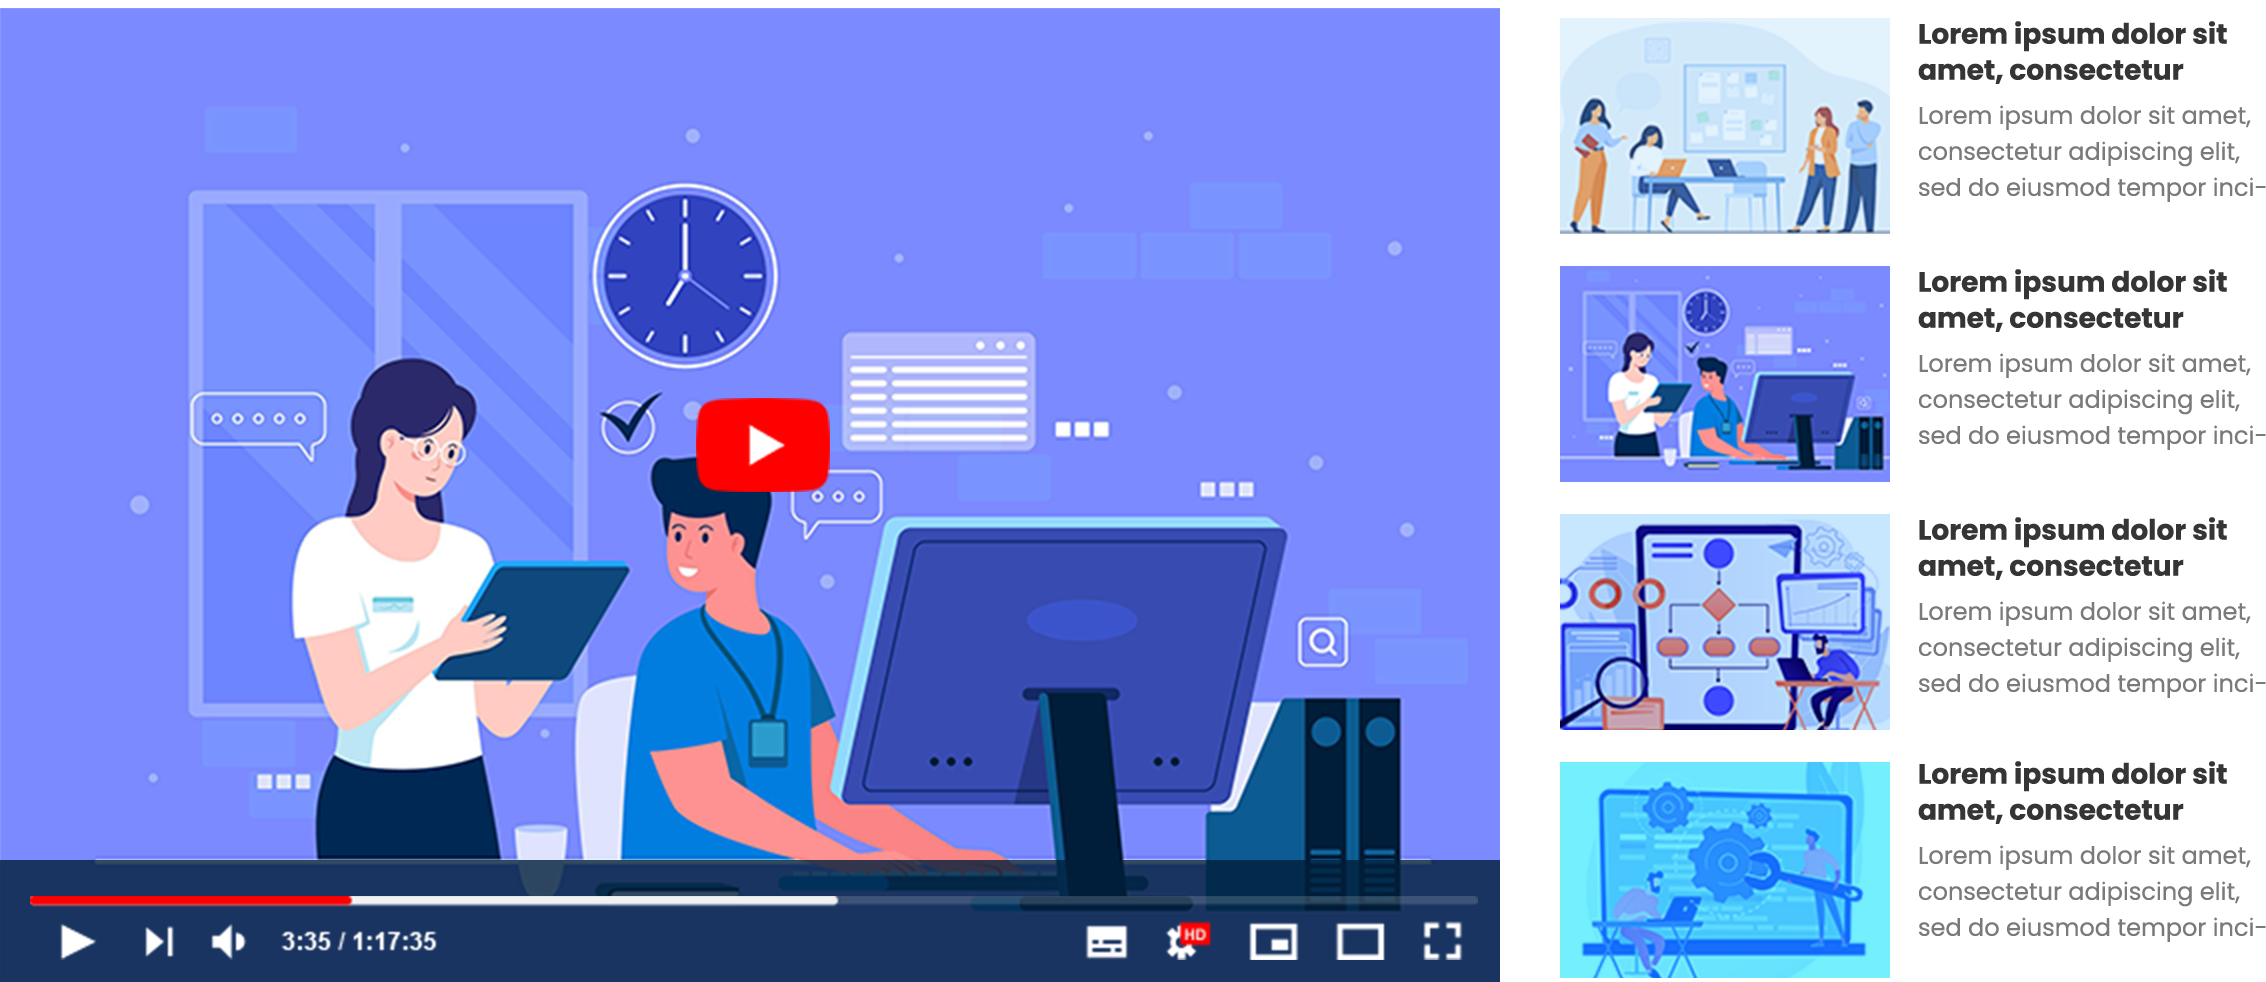 3:35 / 1:17:35
HD
Lorem ipsum dolor sit
amet, consectetur
Lorem ipsum dolor sit amet,
consectetur adipiscing elit,
sed do eiusmod tempor inci-
Lorem ipsum dolor sit
amet, consectetur
Lorem ipsum dolor sit amet,
consectetur adipiscing elit,
sed do eiusmod tempor inci-
Lorem ipsum dolor sit
amet, consectetur
Lorem ipsum dolor sit amet,
consectetur adipiscing elit,
sed do eiusmod tempor inci-
Lorem ipsum dolor sit
amet, consectetur
Lorem ipsum dolor sit amet,
consectetur adipiscing elit,
sed do eiusmod tempor inci-